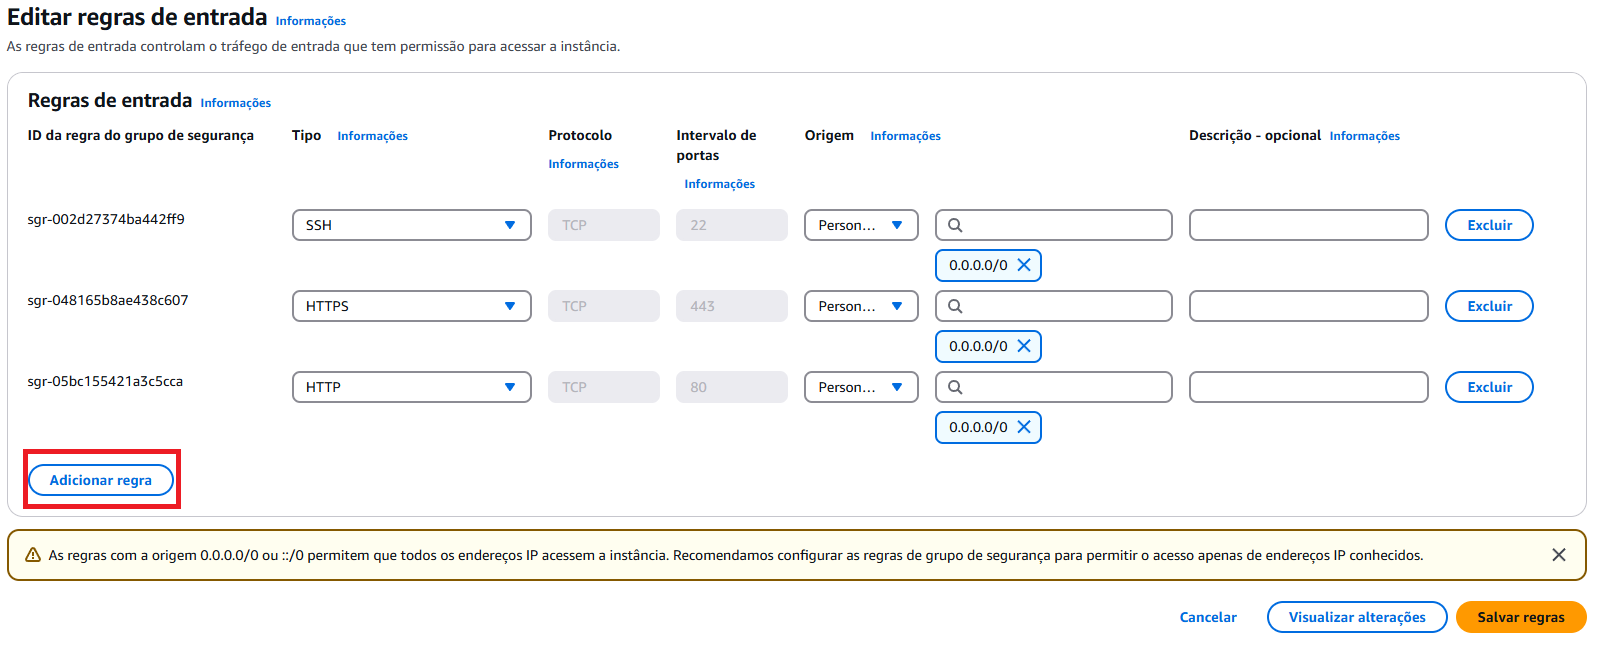 Editar regras de entrada Informações
As regras de entrada controlam o tráfego de entrada que tem permissão para acessar a instância.
Regras de entrada Informações
ID da regra do grupo de segurança
Tipo Informações
Protocolo
Informações
Intervalo de
portas
Informações
Origem Informações
Descrição - opcional Informações
sgr-002d27374ba442ff9
SSH
TCP
22
Person...
Excluir
0.0.0.0/0
sgr-048165b8ae438c607
HTTPS
TCP
443
Person...
Excluir
0.0.0.0/0
sgr-05bc155421a3c5cca
HTTP
TCP
80
Person...
Excluir
0.0.0.0/0
Adicionar regra
As regras com a origem 0.0.0.0/0 ou ::/0 permitem que todos os endereços IP acessem a instância. Recomendamos configurar as regras de grupo de segurança para permitir o acesso apenas de endereços IP conhecidos.
Cancelar
Visualizar alterações
Salvar regras